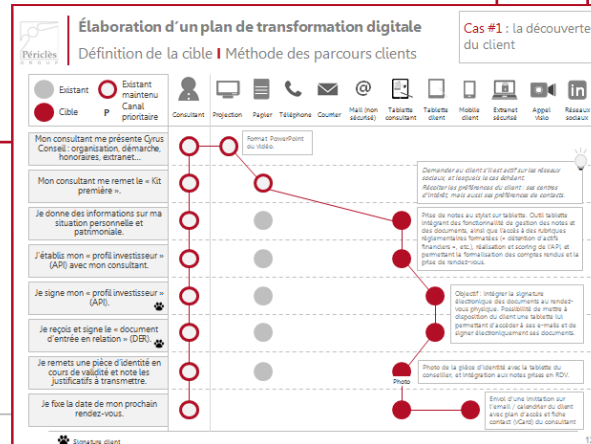 Élaboration d'un plan de transformation digitale
Définition de la cible I Méthode des parcours clients
Cas #1 : la découverte
du client
Périclès
GROUP
Existant
Existant
maintenu
Cible
P
Canal
prioritaire
Consultant
Projection
Papier
Téléphone
Courrier
Mail (non
sécurisé)
Tablette
consultant
Tablette
client
Mobile
client
Extranet
sécurisé
Appel
Visio
Réseaux
sociaux
Mon consultant me présente Cyrus
Conseil : organisation, démarche,
honoraires, extranet...
Format PowerPoint
ou vidéo.
Mon consultant me remet le « Kit
première ».
Demander au client s'il est actif sur les réseaux
sociaux, et lesquels le cas échéant.
Récolter les préférences du client : ses centres
d'intérêt, mais aussi ses préférences de contacts.
Je donne des informations sur ma
situation personnelle et
patrimoniale.
Prise de notes au stylet sur tablette. Outil tablette
intégrant des fonctionnalité de gestion des notes et
des documents, ainsi que l'accès à des rubriques
réglementaires formatées (« détention d'actifs
financiers », etc.), réalisation et scoring de l'API, et
permettant la formalisation des comptes rendus et la
prise de rendez-vous.
J'établis mon « profil investisseur »
(API) avec mon consultant.
Je signe mon « profil investisseur »
(API).
Objectif : Intégrer la signature
électronique des documents au rendez-
vous physique. Possibilité de mettre à
disposition du client une tablette lui
permettant d'accéder à ses e-mails et de
signer électroniquement ses documents.
Je reçois et signe le « document
d'entrée en relation » (DER).
Je remets une pièce d'identité en
cours de validité et note les
justificatifs à transmettre.
Photo
Photo de la pièce d'identité avec la tablette du
conseiller, et intégration aux notes prises en RDV.
Je fixe la date de mon prochain
rendez-vous.
Envoi d'une invitation sur
l'email / calendrier du client
avec plan d'accès et fiche
contact (vCard) du consultant
Signature client